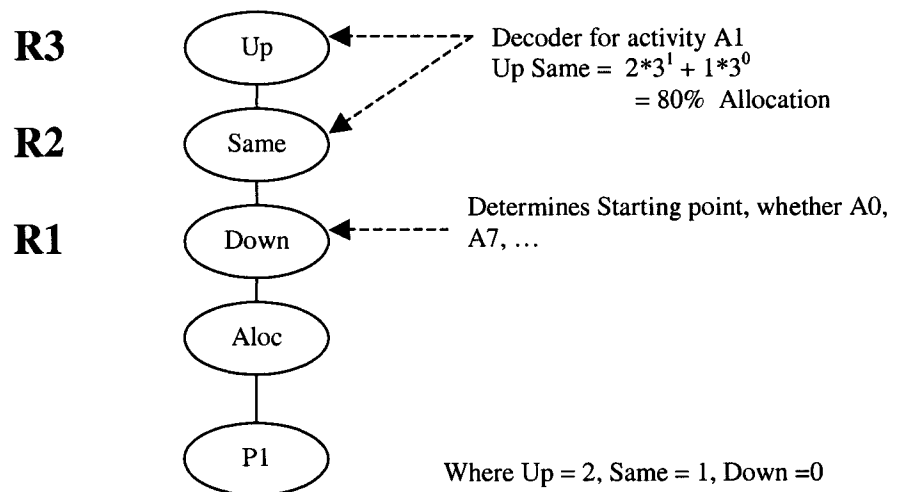 R3
Up
Decoder for activity A1
Up Same = 2*3¹ + 1*3⁰
= 80% Allocation
R2
Same
Determines Starting point, whether A0,
A7, …
R1
Down
Aloc
P1
Where Up = 2, Same = 1, Down =0